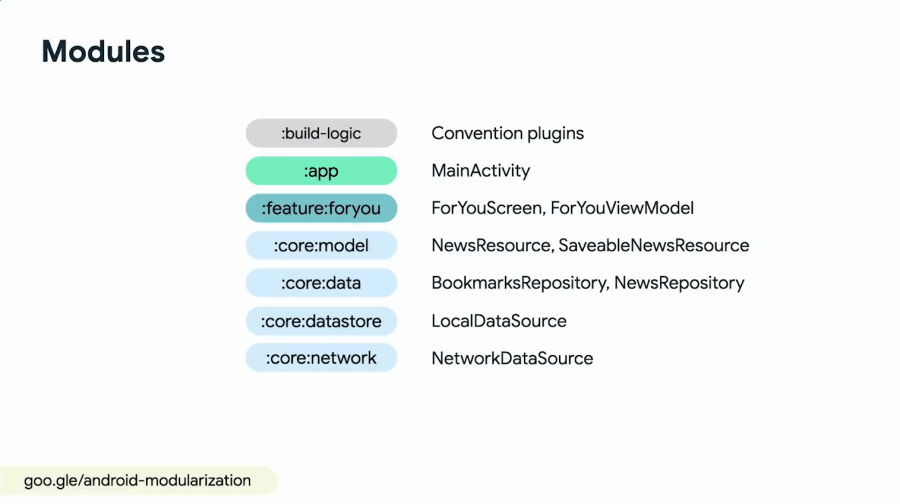 Modules
:build-logic Convention plugins
:app MainActivity
:feature:foryou ForYouScreen, ForYouViewModel
:core:model NewsResource, SaveableNewsResource
:core:data BookmarksRepository, NewsRepository
:core:datastore LocalDataSource
:core:network NetworkDataSource
goo.gle/android-modularization